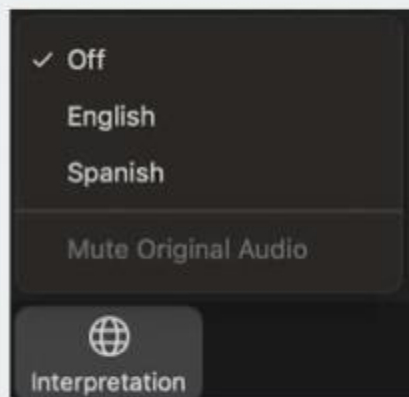 Off
English
Spanish
Mute Original Audio
Interpretation